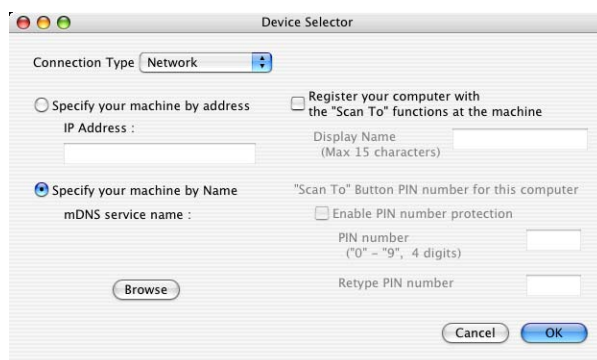 Device Selector
Connection Type Network
Specify your machine by address
IP Address :
Specify your machine by Name
mDNS service name :
Browse
Register your computer with
the "Scan To" functions at the machine
Display Name
(Max 15 characters)
"Scan To" Button PIN number for this computer
Enable PIN number protection
PIN number
("0" – "9", 4 digits)
Retype PIN number
Cancel OK